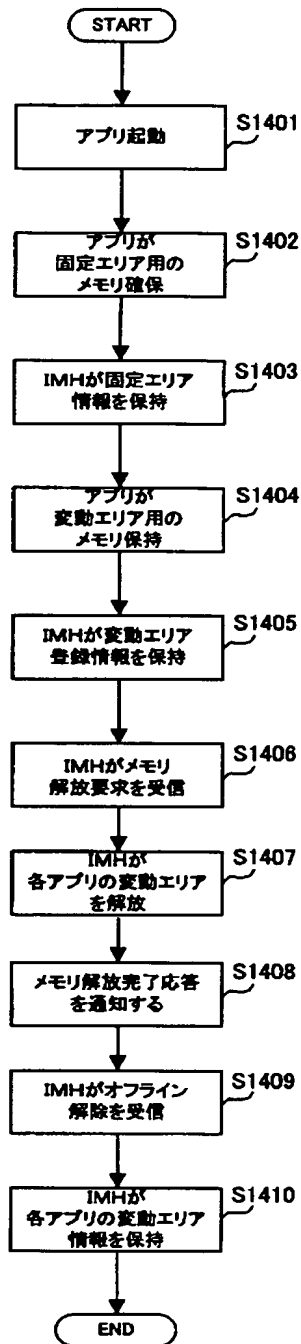 START
アプリ起動
S1401
アプリが
固定エリア用の
メモリ確保
S1402
IMHが固定エリア
情報を保持
S1403
アプリが
変動エリア用の
メモリ保持
S1404
IMHが変動エリア
登録情報を保持
S1405
IMHがメモリ
解放要求を受信
S1406
IMHが
各アプリの変動エリア
を解放
S1407
メモリ解放完了応答
を通知する
S1408
IMHがオフライン
解除を受信
S1409
IMHが
各アプリの変動エリア
情報を保持
S1410
END